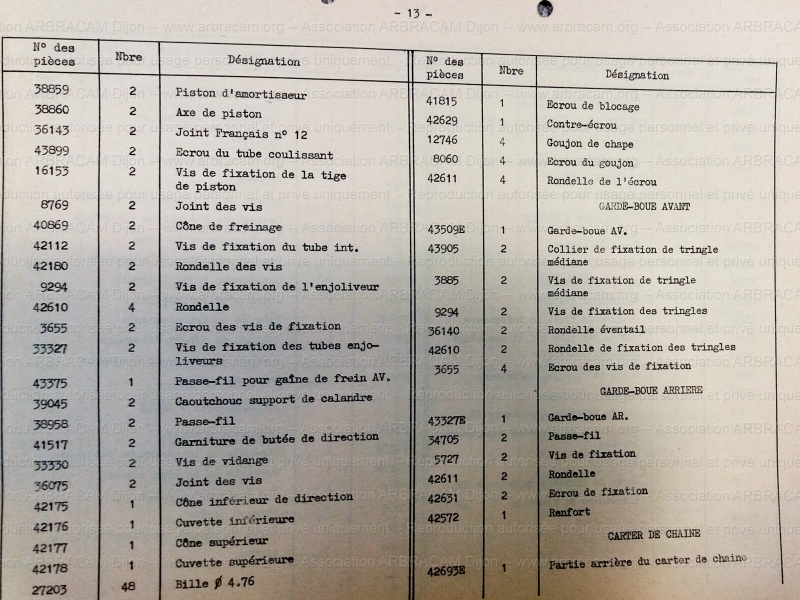 - 13 -
N° des pièces Nbre Désignation
38859 2 Piston d'amortisseur
38860 2 Axe de piston
36143 2 Joint Français n° 12
43899 2 Ecrou du tube coulissant
16153 2 Vis de fixation de la tige
de piston
8769 2 Joint des vis
40869 2 Cône de freinage
42112 2 Vis de fixation du tube int.
42180 2 Rondelle des vis
9294 2 Vis de fixation de l'enjoliveur
42610 4 Rondelle
3655 2 Ecrou des vis de fixation
33327 2 Vis de fixation des tubes enjo-
liveurs
43375 1 Passe-fil pour gaîne de frein AV.
39045 2 Caoutchouc support de calandre
38958 2 Passe-fil
41517 2 Garniture de butée de direction
33330 2 Vis de vidange
36075 2 Joint des vis
42175 1 Cône inférieur de direction
42176 1 Cuvette inférieure
42177 1 Cône supérieur
42178 1 Cuvette supérieure
27203 48 Bille Ø 4.76
N° des pièces Nbre Désignation
41815 1 Ecrou de blocage
42629 1 Contre-écrou
12746 4 Goujon de chape
8060 4 Ecrou du goujon
42611 4 Rondelle de l'écrou
GARDE-BOUE AVANT
43509E 1 Garde-boue AV.
43905 2 Collier de fixation de tringle
médiane
3885 2 Vis de fixation de tringle
médiane
9294 2 Vis de fixation des tringles
36140 2 Rondelle éventail
42610 2 Rondelle de fixation des tringles
3655 4 Ecrou des vis de fixation
GARDE-BOUE ARRIERE
43327E 1 Garde-boue AR.
34705 2 Passe-fil
5727 2 Vis de fixation
42611 2 Rondelle
42631 2 Ecrou de fixation
42572 1 Renfort
CARTER DE CHAINE
42693E 1 Partie arrière du carter de chaine